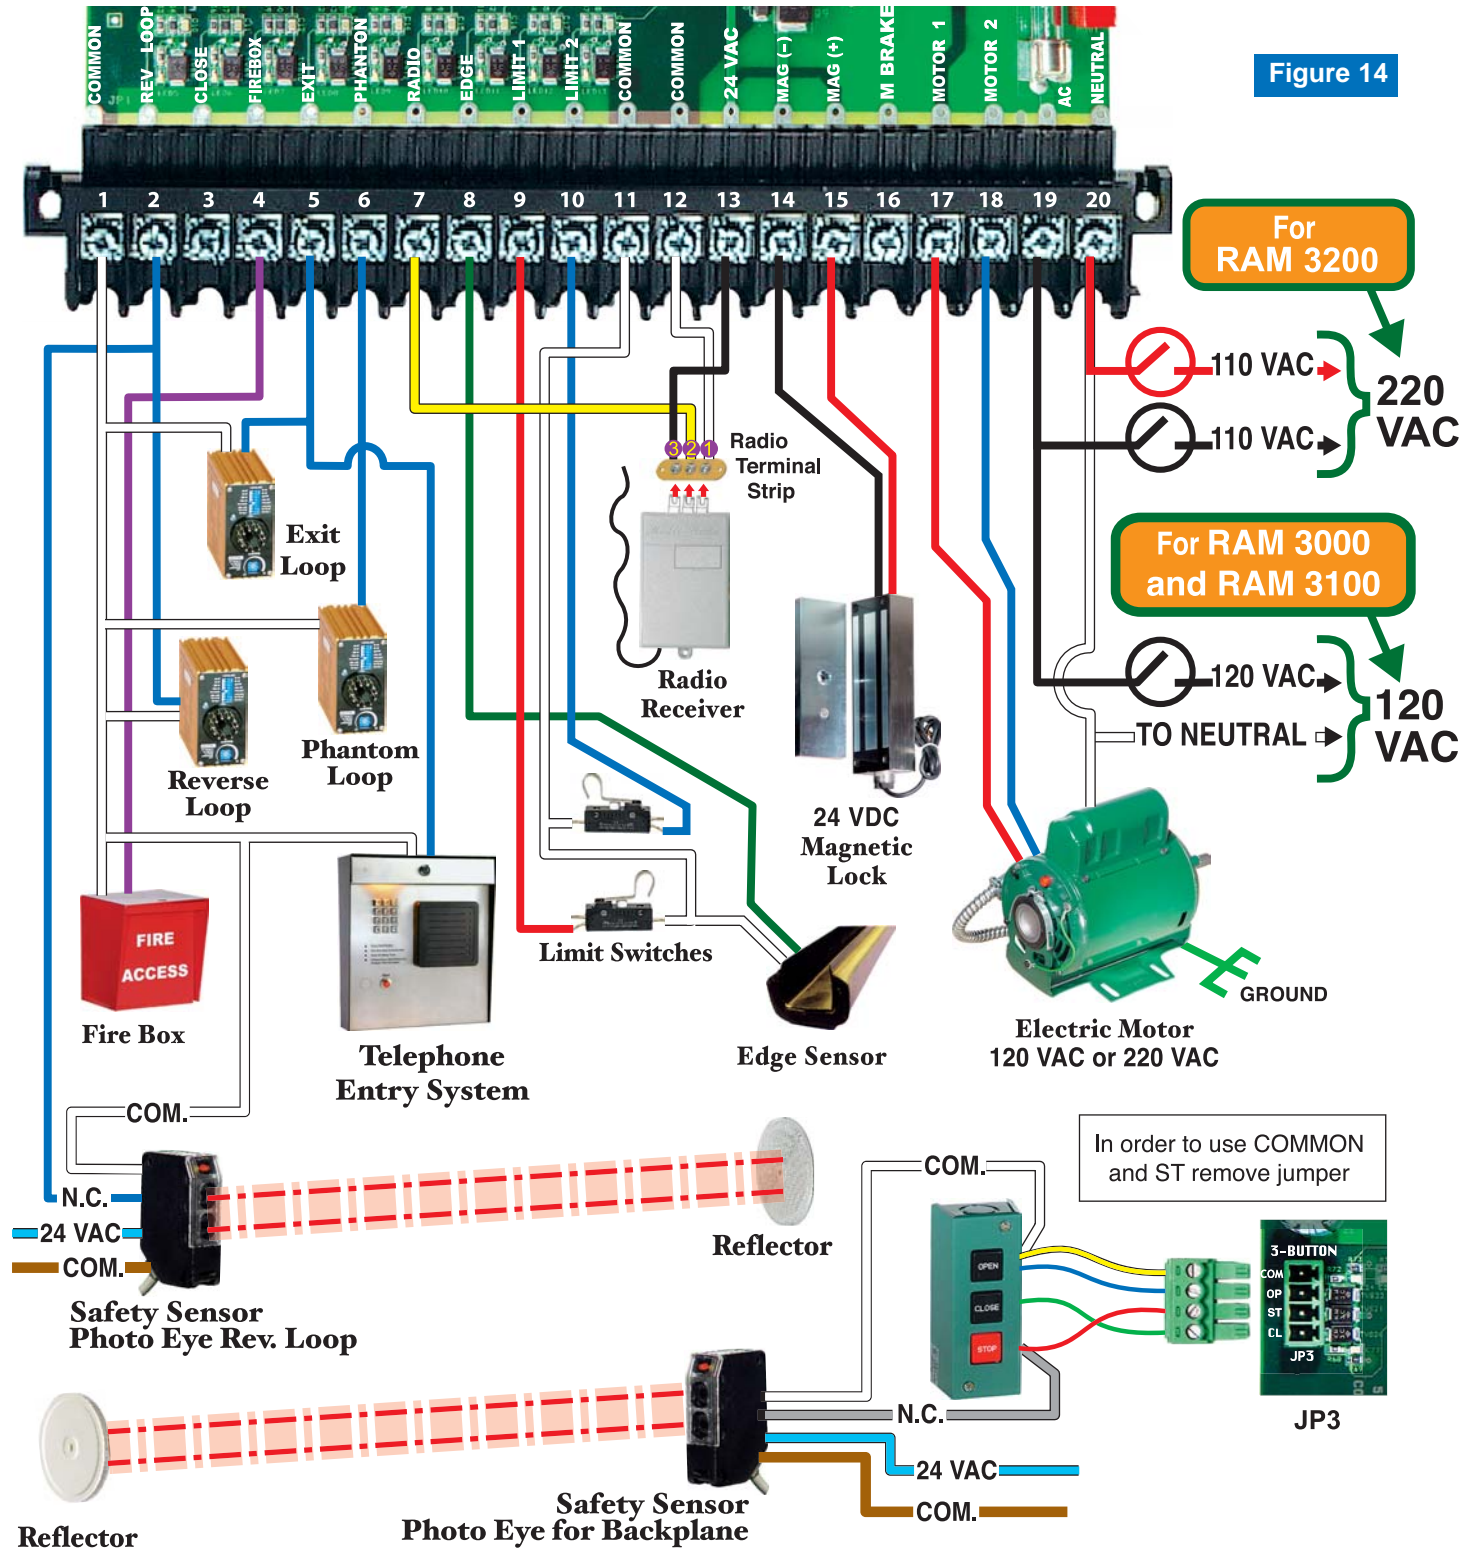 Figure 14
COMMON
REV LOOP
CLOSE
FIREBOX
EXIT
PHANTON
RADIO
EDGE
LIMIT 1
LIMIT 2
COMMON
COMMON
24 VAC
MAG (–)
MAG (+)
M BRAKE
MOTOR 1
MOTOR 2
AC
NEUTRAL
JP1
1 2 3 4 5 6 7 8 9 10 11 12 13 14 15 16 17 18 19 20
For
RAM 3200
110 VAC
110 VAC
220
VAC
3 2 1
Radio
Terminal
Strip
Exit
Loop
For RAM 3000
and RAM 3100
120 VAC
TO NEUTRAL
120
VAC
Radio
Receiver
Phantom
Loop
Reverse
Loop
24 VDC
Magnetic
Lock
FIRE
ACCESS
Fire Box
Limit Switches
Telephone
Entry System
Edge Sensor
GROUND
Electric Motor
120 VAC or 220 VAC
COM.
N.C.
24 VAC
COM.
Safety Sensor
Photo Eye Rev. Loop
Reflector
COM.
In order to use COMMON
and ST remove jumper
OPEN
CLOSE
STOP
3-BUTTON
COM
OP
ST
CL
JP3
JP3
N.C.
24 VAC
COM.
Safety Sensor
Photo Eye for Backplane
Reflector